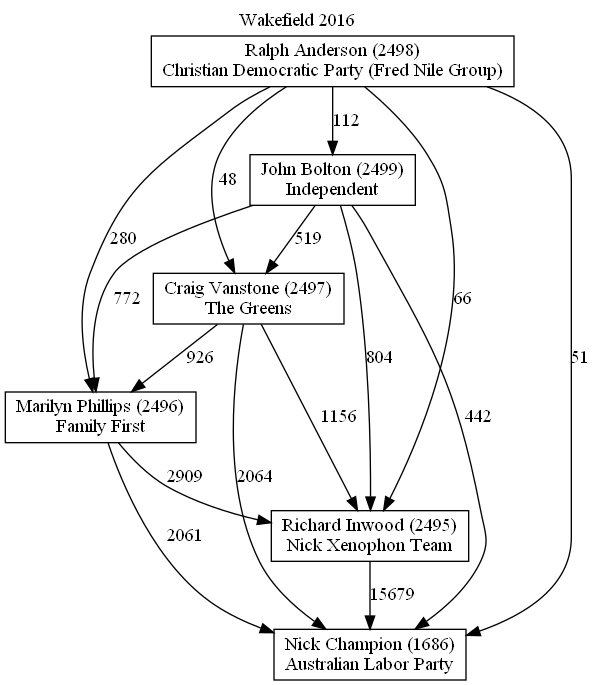 Wakefield 2016
Ralph Anderson (2498)
Christian Democratic Party (Fred Nile Group)
112
John Bolton (2499)
Independent
48
280
519
Craig Vanstone (2497)
The Greens
772
66
926
804
51
Marilyn Phillips (2496)
Family First
1156
442
2909
2064
Richard Inwood (2495)
Nick Xenophon Team
2061
15679
Nick Champion (1686)
Australian Labor Party